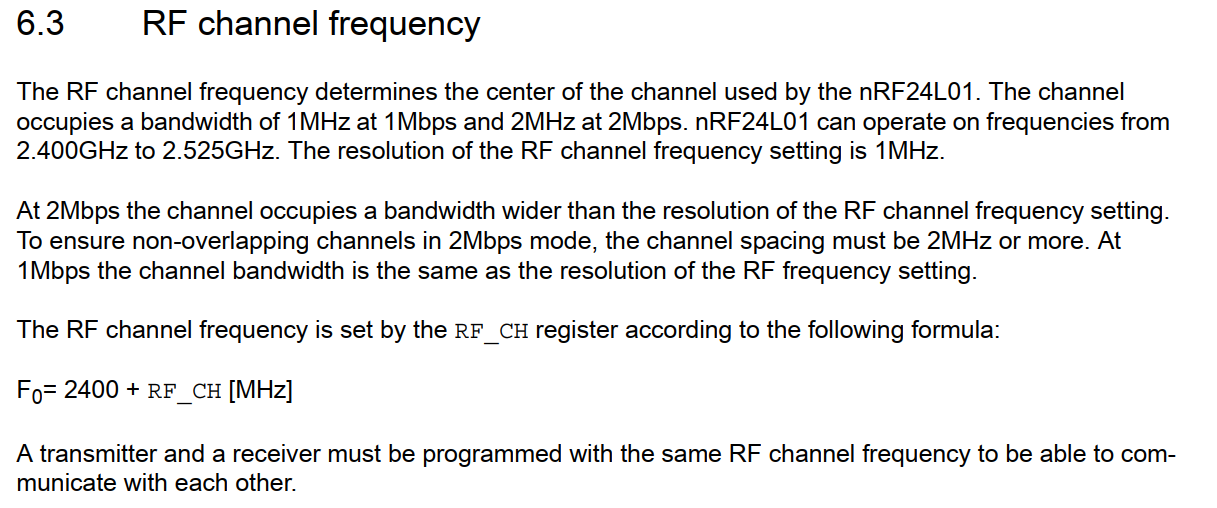 6.3 RF channel frequency
The RF channel frequency determines the center of the channel used by the nRF24L01. The channel
occupies a bandwidth of 1MHz at 1Mbps and 2MHz at 2Mbps. nRF24L01 can operate on frequencies from
2.400GHz to 2.525GHz. The resolution of the RF channel frequency setting is 1MHz.
At 2Mbps the channel occupies a bandwidth wider than the resolution of the RF channel frequency setting.
To ensure non-overlapping channels in 2Mbps mode, the channel spacing must be 2MHz or more. At
1Mbps the channel bandwidth is the same as the resolution of the RF frequency setting.
The RF channel frequency is set by the RF_CH register according to the following formula:
F0= 2400 + RF_CH [MHz]
A transmitter and a receiver must be programmed with the same RF channel frequency to be able to com-
municate with each other.